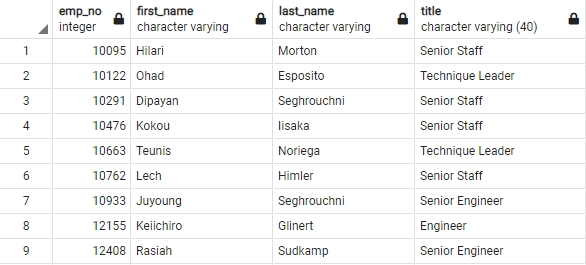 emp_no first_name last_name title
integer character varying character varying character varying (40)
1 10095 Hilari Morton Senior Staff
2 10122 Ohad Esposito Technique Leader
3 10291 Dipayan Seghrouchni Senior Staff
4 10476 Kokou Iisaka Senior Staff
5 10663 Teunis Noriega Technique Leader
6 10762 Lech Himler Senior Staff
7 10933 Juyoung Seghrouchni Senior Engineer
8 12155 Keiichiro Glinert Engineer
9 12408 Rasiah Sudkamp Senior Engineer